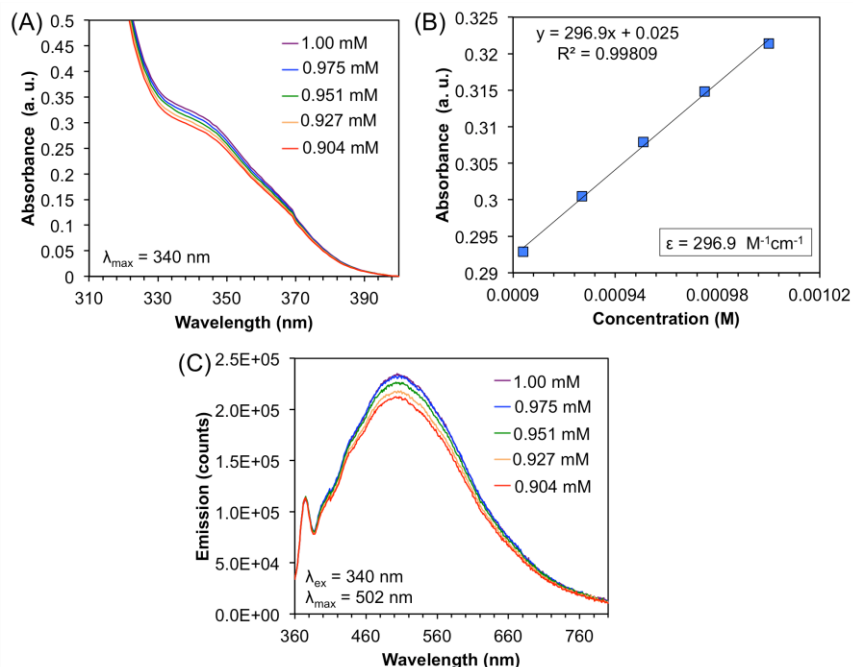 (A)
0.5
0.45
0.4
0.35
0.3
0.25
0.2
0.15
0.1
0.05
0
Absorbance (a. u.)
1.00 mM
0.975 mM
0.951 mM
0.927 mM
0.904 mM
λmax = 340 nm
310
330
350
370
390
Wavelength (nm)
(B)
0.325
0.32
0.315
0.31
0.305
0.3
0.295
0.29
Absorbance (a. u.)
y = 296.9x + 0.025
R² = 0.99809
ε = 296.9 M⁻¹cm⁻¹
0.0009
0.00094
0.00098
0.00102
Concentration (M)
(C)
2.5E+05
2.0E+05
1.5E+05
1.0E+05
5.0E+04
0.0E+00
Emission (counts)
1.00 mM
0.975 mM
0.951 mM
0.927 mM
0.904 mM
λex = 340 nm
λmax = 502 nm
360
460
560
660
760
Wavelength (nm)